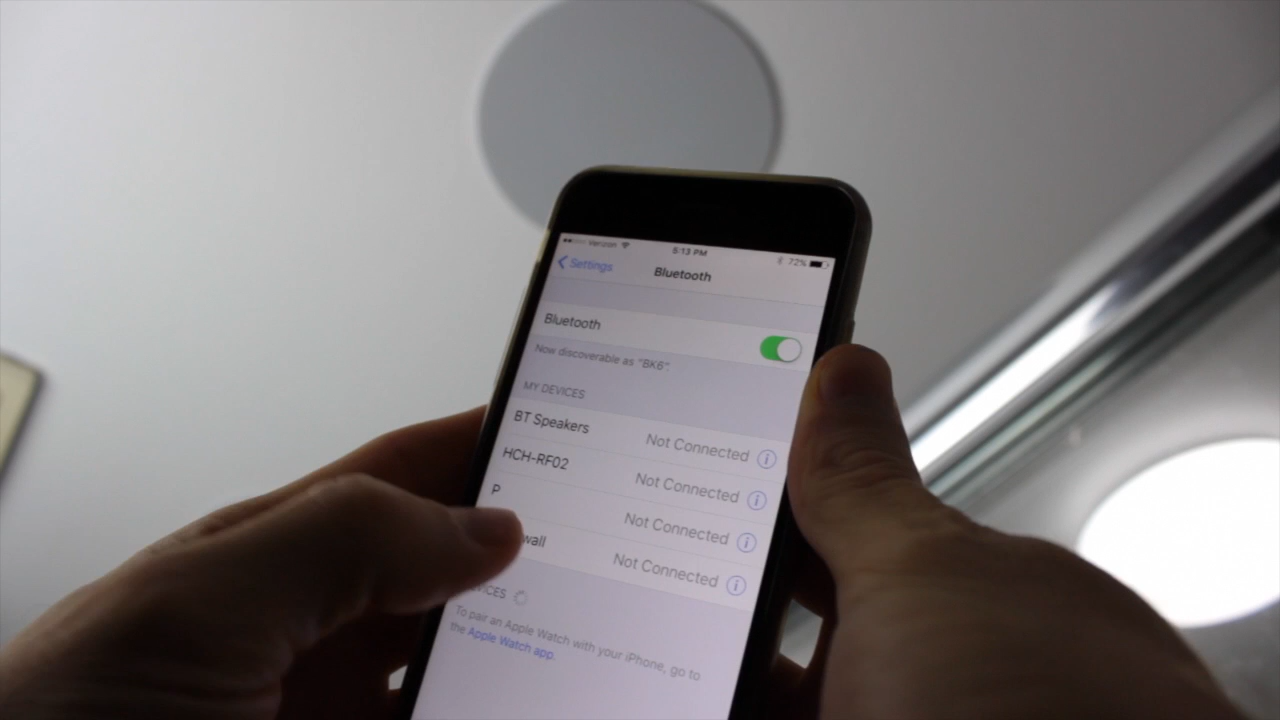 Verizon 5:13 PM 72%
Settings Bluetooth
Bluetooth
Now discoverable as "BK6".
MY DEVICES
BT Speakers Not Connected
HCH-RF02 Not Connected
P Not Connected
wall Not Connected
VICES
To pair an Apple Watch with your iPhone, go to
the Apple Watch app.